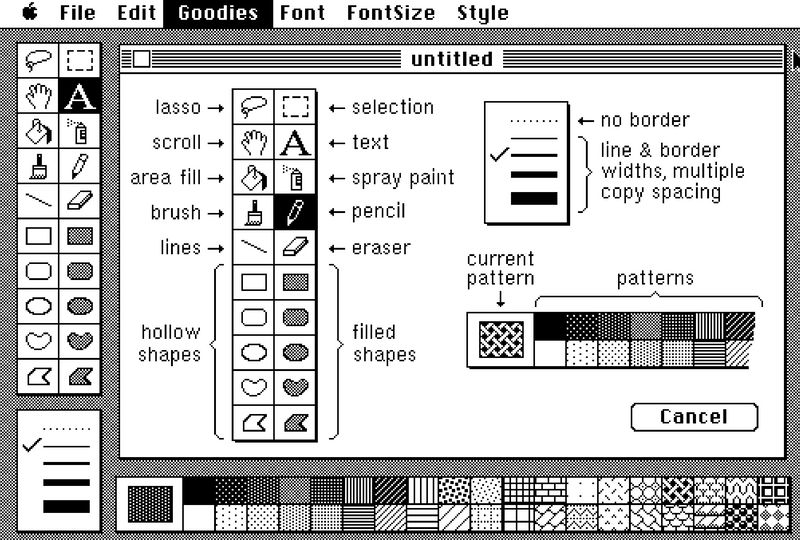 File Edit Goodies Font FontSize Style
untitled
A
lasso
selection
scroll
A
text
area fill
spray paint
brush
pencil
lines
eraser
hollow
shapes
filled
shapes
no border
line & border
widths, multiple
copy spacing
current
pattern
patterns
Cancel